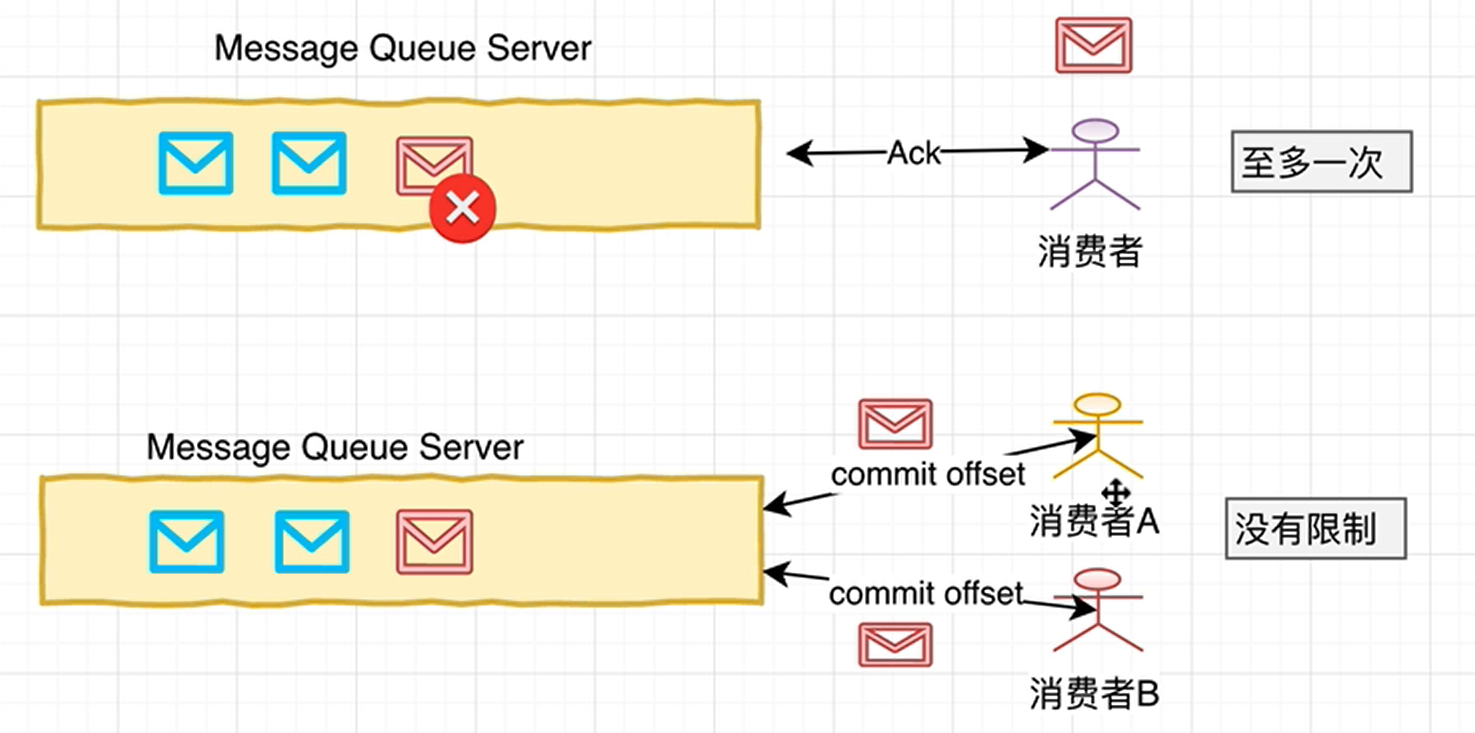 Message Queue Server
Ack
至多一次
消费者
Message Queue Server
commit offset
消费者A
没有限制
commit offset
消费者B